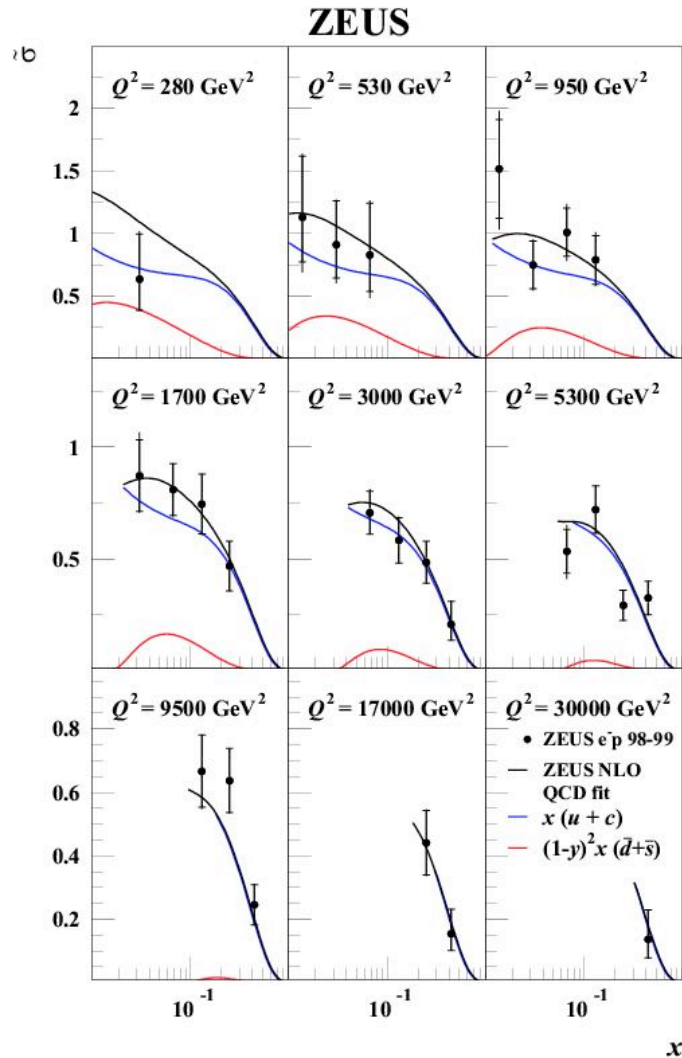 ZEUS
σ̃
Q² = 280 GeV²
Q² = 530 GeV²
Q² = 950 GeV²
2
1.5
1
0.5
Q² = 1700 GeV²
Q² = 3000 GeV²
Q² = 5300 GeV²
1
0.5
Q² = 9500 GeV²
Q² = 17000 GeV²
Q² = 30000 GeV²
0.8
0.6
0.4
0.2
ZEUS e⁻p 98-99
ZEUS NLO
QCD fit
x (u + c)
(1-y)² x (d̅+s̅)
10⁻¹
10⁻¹
10⁻¹
x